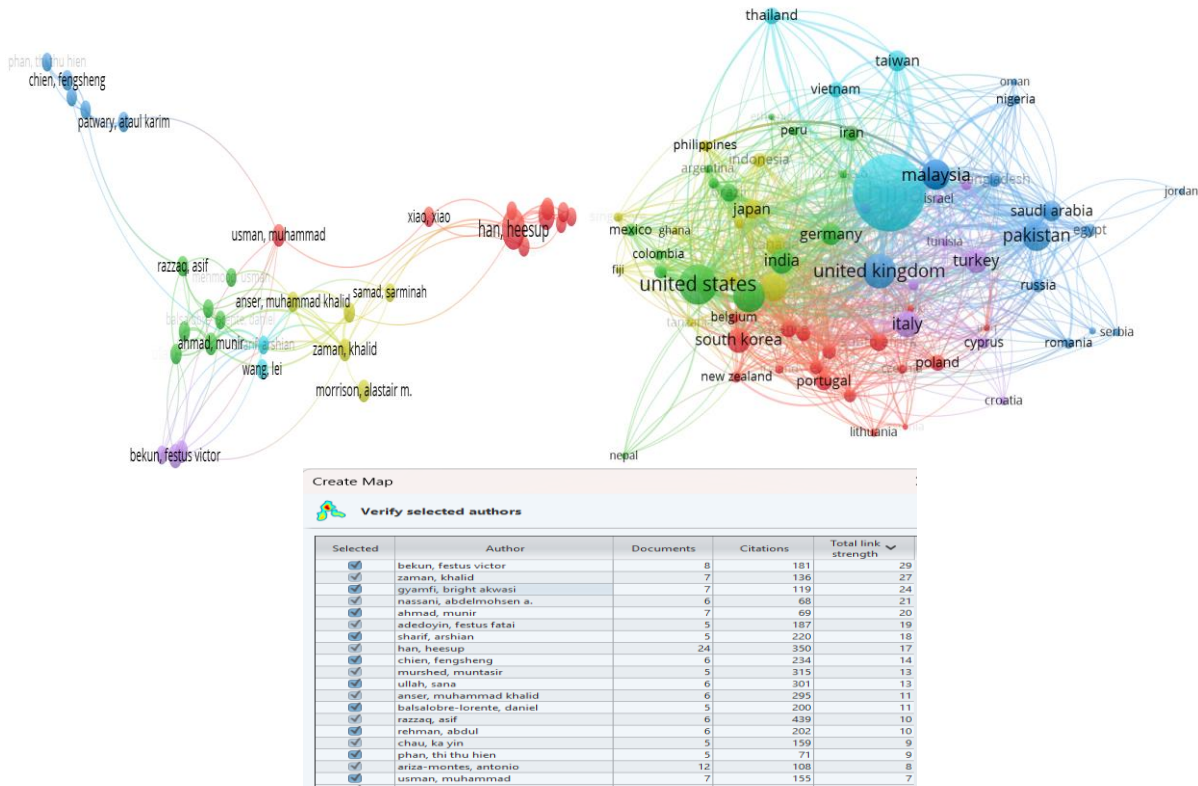 phan, thi thu hien
chien, fengsheng
patwary, ataul karim
usman, muhammad
xiao, xiao
han, heesup
razzaq, asif
mehmood, usman
anser, muhammad khalid
samad, sarminah
ahmad, munir
zaman, khalid
wang, lei
morrison, alastair m.
bekun, festus victor
thailand
taiwan
vietnam
oman
nigeria
peru
iran
philippines
indonesia
argentina
malaysia
bangladesh
israel
jordan
japan
saudi arabia
mexico
ghana
germany
pakistan
egypt
colombia
tunisia
fiji
india
united kingdom
turkey
united states
russia
belgium
italy
south korea
cyprus
romania
serbia
new zealand
portugal
poland
croatia
lithuania
nepal
Create Map
Verify selected authors
Selected Author Documents Citations Total link strength
bekun, festus victor 8 181 29
zaman, khalid 7 136 27
gyamfi, bright akwasi 7 119 24
nassani, abdelmohsen a. 6 68 21
ahmad, munir 7 69 20
adedoyin, festus fatai 5 187 19
sharif, arshian 5 220 18
han, heesup 24 350 17
chien, fengsheng 6 234 14
murshed, muntasir 5 315 13
ullah, sana 6 301 13
anser, muhammad khalid 6 295 11
balsalobre-lorente, daniel 5 200 11
razzaq, asif 6 439 10
rehman, abdul 6 202 10
chau, ka yin 5 159 9
phan, thi thu hien 5 71 9
ariza-montes, antonio 12 108 8
usman, muhammad 7 155 7